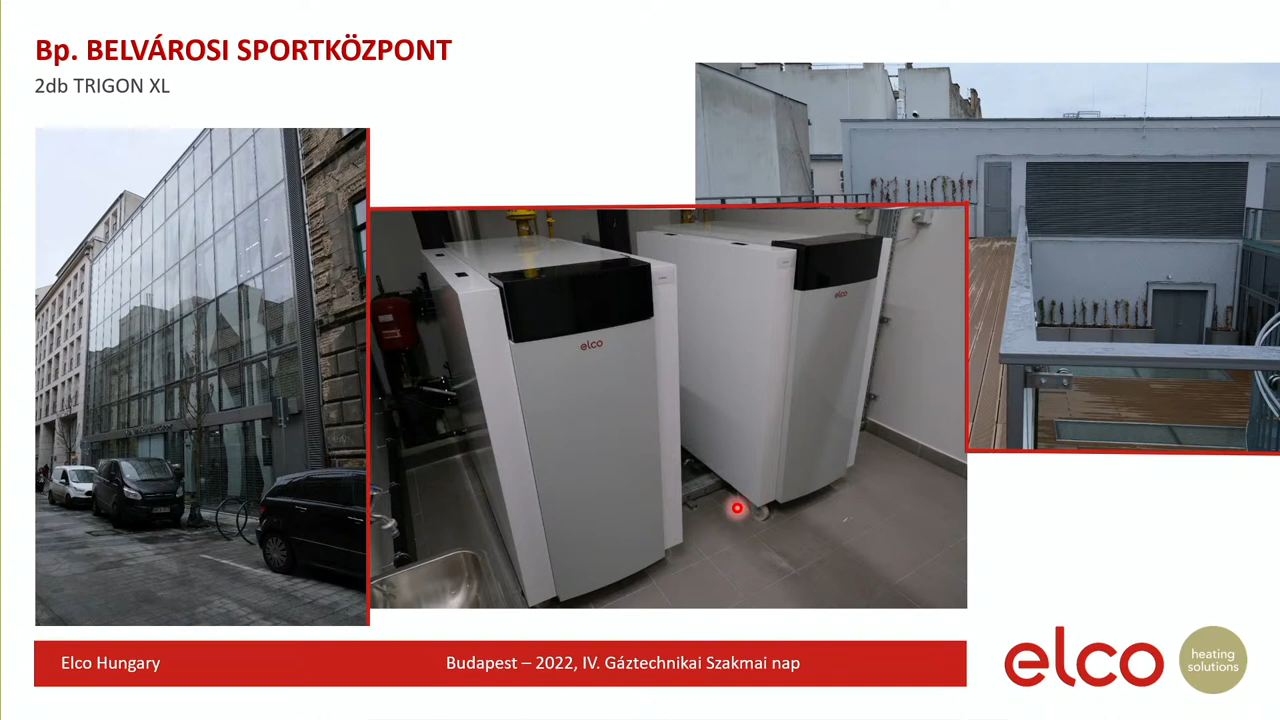 Bp. BELVÁROSI SPORTKÖZPONT
2db TRIGON XL
elco
elco
Elco Hungary
Budapest – 2022, IV. Gáztechnikai Szakmai nap
elco
heating
solutions